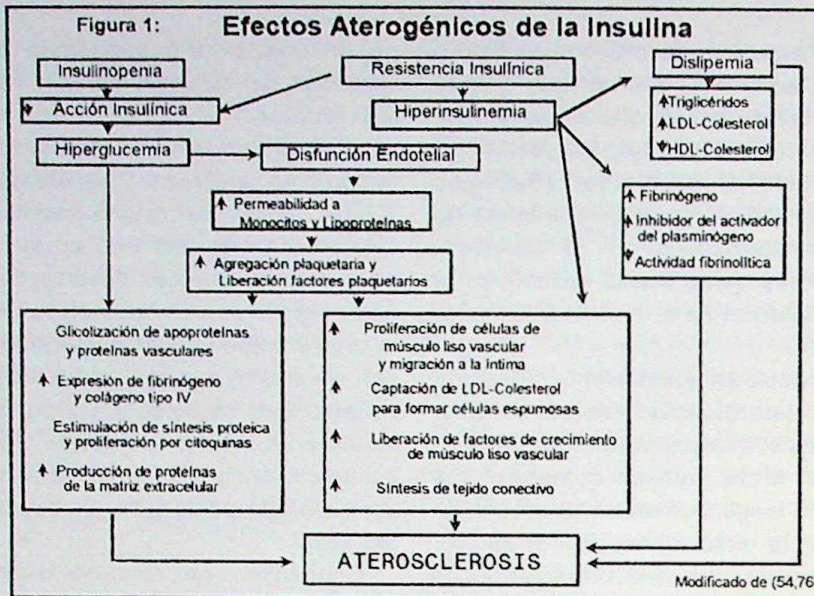 Figura 1:
Efectos Aterogénicos de la Insulina
Insulinopenia
Resistencia Insulínica
Dislipemia
Acción Insulínica
Hiperinsulinemia
Triglicéridos
LDL-Colesterol
HDL-Colesterol
Hiperglucemia
Disfunción Endotelial
Permeabilidad a
Monocitos y Lipoproteínas
Fibrinógeno
Inhibidor del activador
del plasminógeno
Actividad fibrinolítica
Agregación plaquetaria y
Liberación factores plaquetarios
Glicolización de apoproteínas
y proteínas vasculares
Expresión de fibrinógeno
y colágeno tipo IV
Estimulación de síntesis proteica
y proliferación por citoquinas
Producción de proteínas
de la matriz extracelular
Proliferación de células de
músculo liso vascular
y migración a la íntima
Captación de LDL-Colesterol
para formar células espumosas
Liberación de factores de crecimiento
de músculo liso vascular
Síntesis de tejido conectivo
ATEROSCLEROSIS
Modificado de (54,76